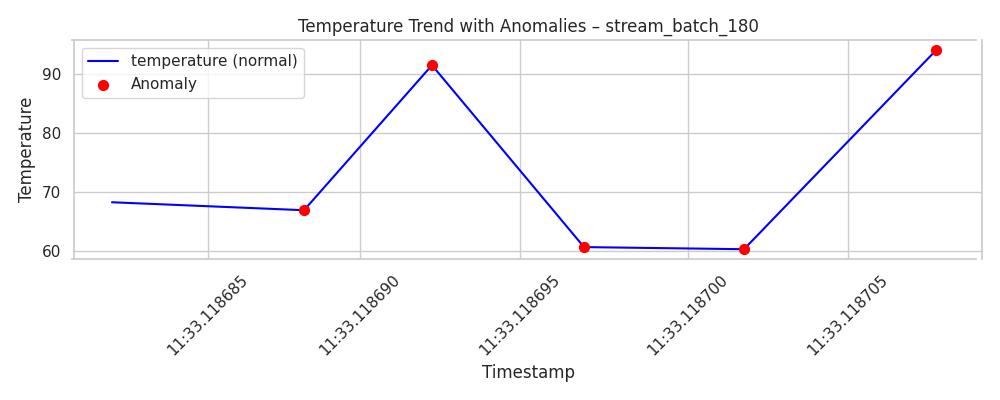 Temperature Trend with Anomalies – stream_batch_180
temperature (normal)
Anomaly
Temperature
90
80
70
60
11:33.118685
11:33.118690
11:33.118695
11:33.118700
11:33.118705
Timestamp